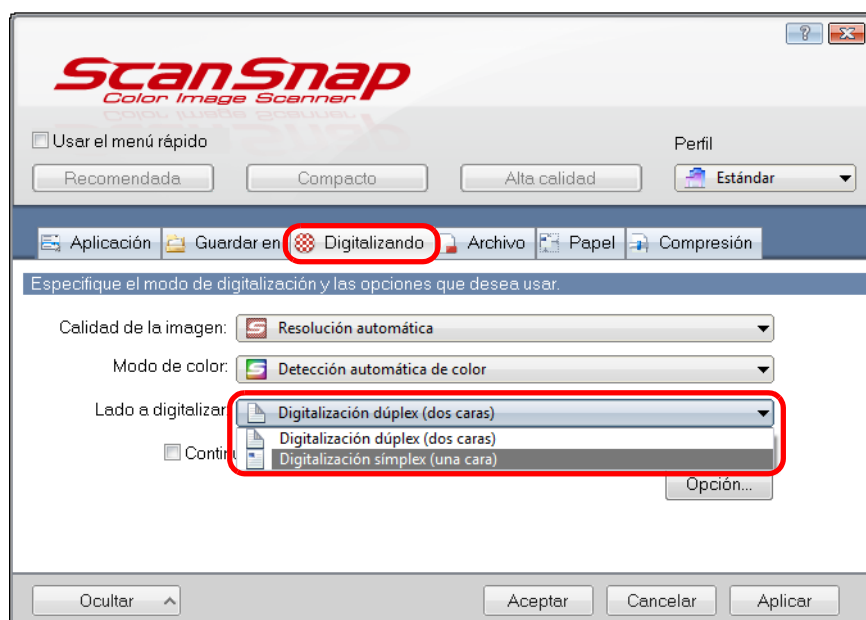 ScanSnap
Color Image Scanner
Usar el menú rápido
Perfil
Recomendada Compacto Alta calidad Estándar
Aplicación Guardar en Digitalizando Archivo Papel Compresión
Especifique el modo de digitalización y las opciones que desea usar.
Calidad de la imagen: Resolución automática
Modo de color: Detección automática de color
Lado a digitalizar Digitalización dúplex (dos caras)
Digitalización dúplex (dos caras)
Digitalización símplex (una cara)
Opción...
Ocultar Aceptar Cancelar Aplicar